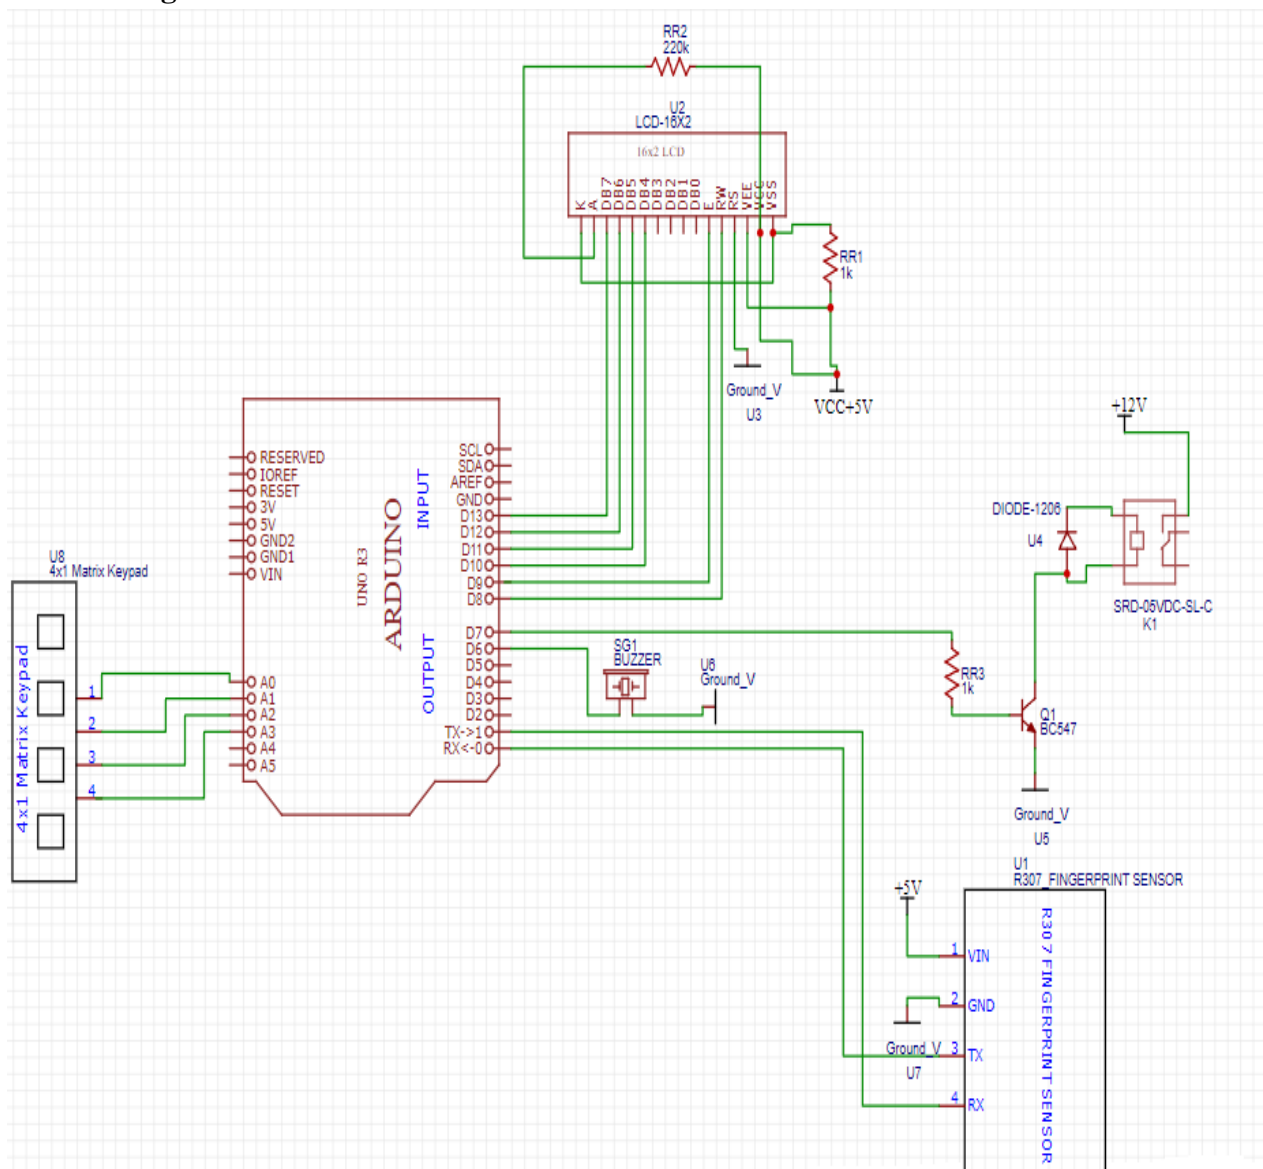 RR2
220k
U2
LCD-16X2
16x2 LCD
K
A
DB7
DB6
DB5
DB4
DB3
DB2
DB1
DB0
E
RW
RS
VEE
VCC
VSS
RR1
1k
Ground_V
U3
VCC+5V
+12V
RESERVED
IOREF
RESET
3V
5V
GND2
GND1
VIN
A0
A1
A2
A3
A4
A5
UNO R3
ARDUINO
INPUT
OUTPUT
SCL
SDA
AREF
GND
D13
D12
D11
D10
D9
D8
D7
D6
D5
D4
D3
D2
TX->1
RX<-0
U8
4x1 Matrix Keypad
4x1 Matrix Keypad
1
2
3
4
SG1
BUZZER
U6
Ground_V
DIODE-1206
U4
SRD-05VDC-SL-C
K1
RR3
1k
Q1
BC547
Ground_V
U5
U1
R307_FINGERPRINT SENSOR
+5V
1
VIN
2
GND
Ground_V
U7
3
TX
4
RX
R307 FINGERPRINT SENSOR